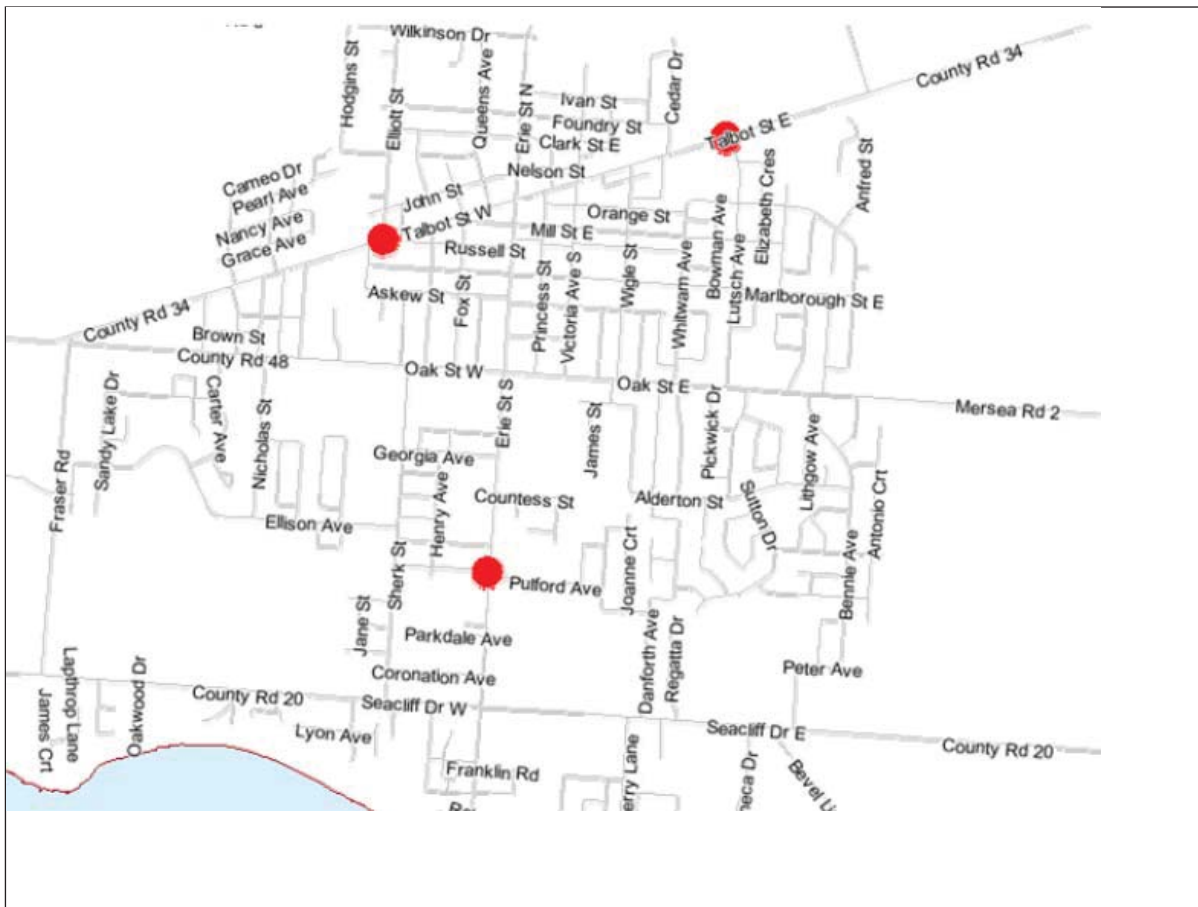 Wilkinson Dr
Hodgins St
Elliott St
Queens Ave
Erie St N
Ivan St
Foundry St
Clark St E
Cedar Dr
County Rd 34
Talbot St E
Nelson St
Cameo Dr
Pearl Ave
Nancy Ave
Grace Ave
John St
Talbot St W
Orange St
Mill St E
Russell St
Bowman Ave
Elizabeth Cres
Anfred St
Askew St
Fox St
Princess St
Victoria Ave S
Wigle St
Whitwam Ave
Lutsch Ave
Marlborough St E
County Rd 34
Brown St
County Rd 48
Oak St W
Oak St E
Mersea Rd 2
Sandy Lake Dr
Carter Ave
Nicholas St
Erie St S
James St
Pickwick Dr
Lithgow Ave
Georgia Ave
Fraser Rd
Henry Ave
Countess St
Alderton St
Sutton Dr
Antonio Crt
Ellison Ave
Sherk St
Pulford Ave
Joanne Crt
Bennie Ave
Jane St
Parkdale Ave
Danforth Ave
Regatta Dr
Coronation Ave
Peter Ave
Lapthrop Lane
James Crt
Oakwood Dr
County Rd 20
Seacliff Dr W
Seacliff Dr E
County Rd 20
Lyon Ave
Franklin Rd
erry Lane
neca Dr
Bevel Li